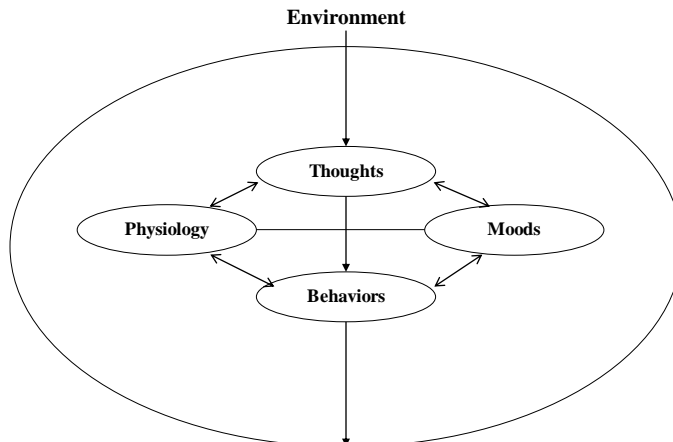 Environment
Thoughts
Physiology
Moods
Behaviors